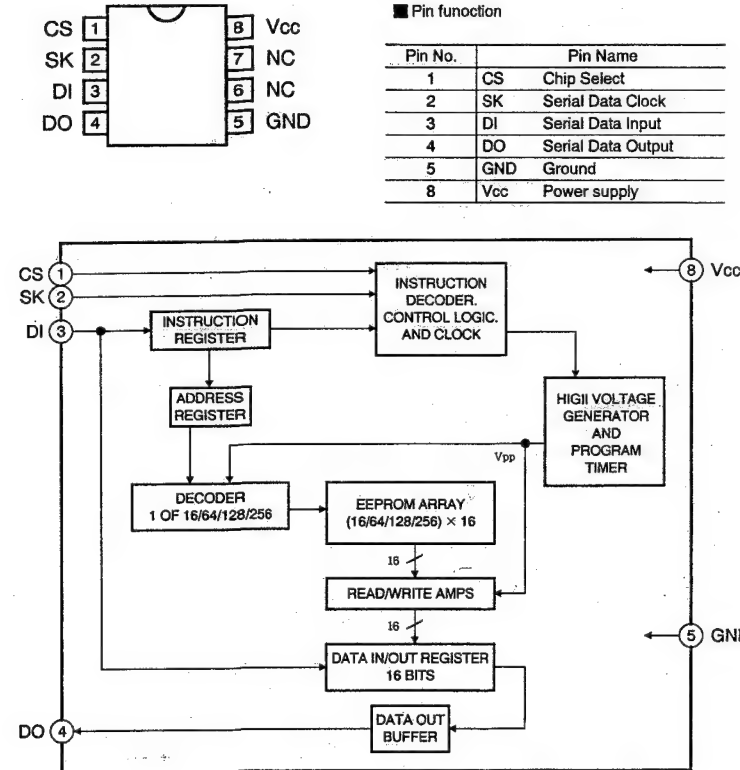 ■ Pin funoction
CS 1 8 Vcc
SK 2 7 NC
DI 3 6 NC
DO 4 5 GND
Pin No. Pin Name
1 CS Chip Select
2 SK Serial Data Clock
3 DI Serial Data Input
4 DO Serial Data Output
5 GND Ground
8 Vcc Power supply
CS 1
SK 2
DI 3
INSTRUCTION
REGISTER
INSTRUCTION
DECODER.
CONTROL LOGIC.
AND CLOCK
8 Vcc
ADDRESS
REGISTER
HIGII VOLTAGE
GENERATOR
AND
PROGRAM
TIMER
Vpp
DECODER
1 OF 16/64/128/256
EEPROM ARRAY
(16/64/128/256) × 16
16
READ/WRITE AMPS
16
5 GN
DATA IN/OUT REGISTER
16 BITS
DO 4
DATA OUT
BUFFER